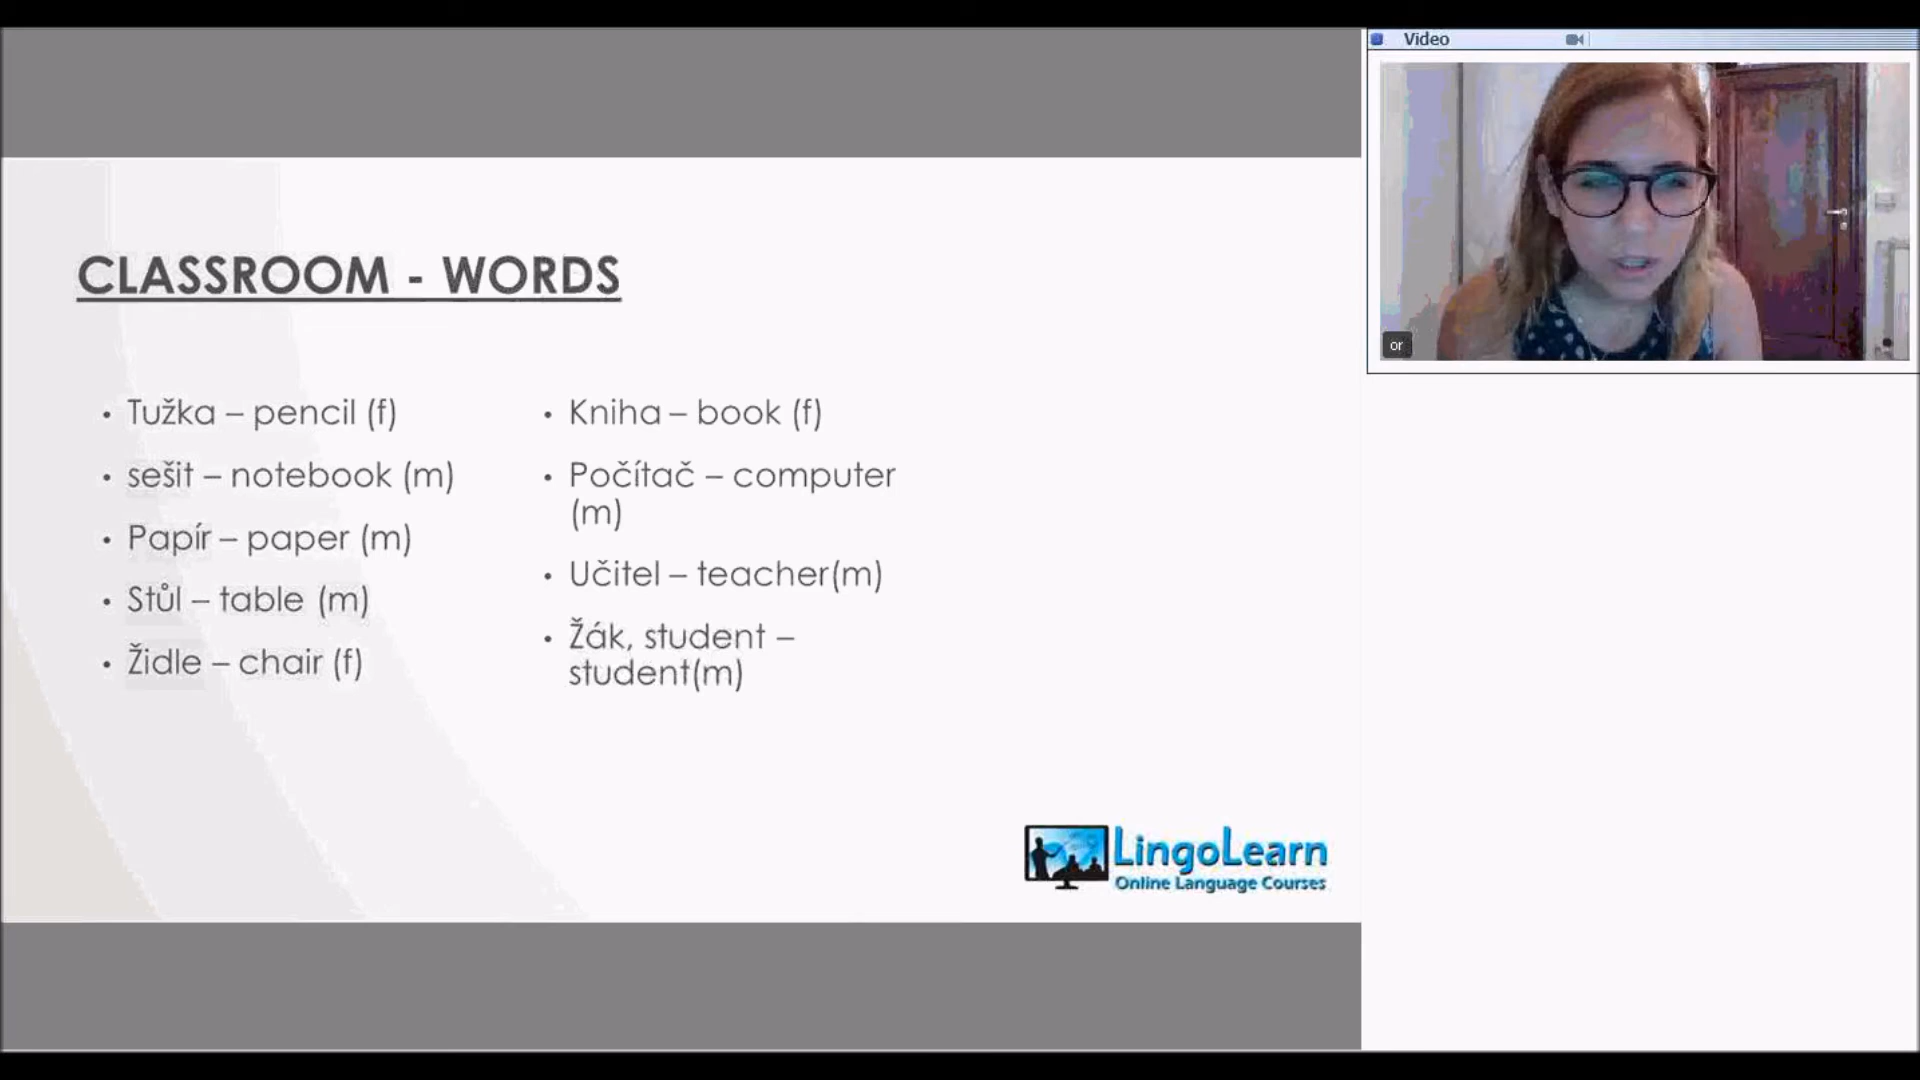 Video
or
CLASSROOM - WORDS
• Tužka – pencil (f)
• sešit – notebook (m)
• Papír – paper (m)
• Stůl – table (m)
• Židle – chair (f)
• Kniha – book (f)
• Počítač – computer
(m)
• Učitel – teacher(m)
• Žák, student –
student(m)
LingoLearn
Online Language Courses